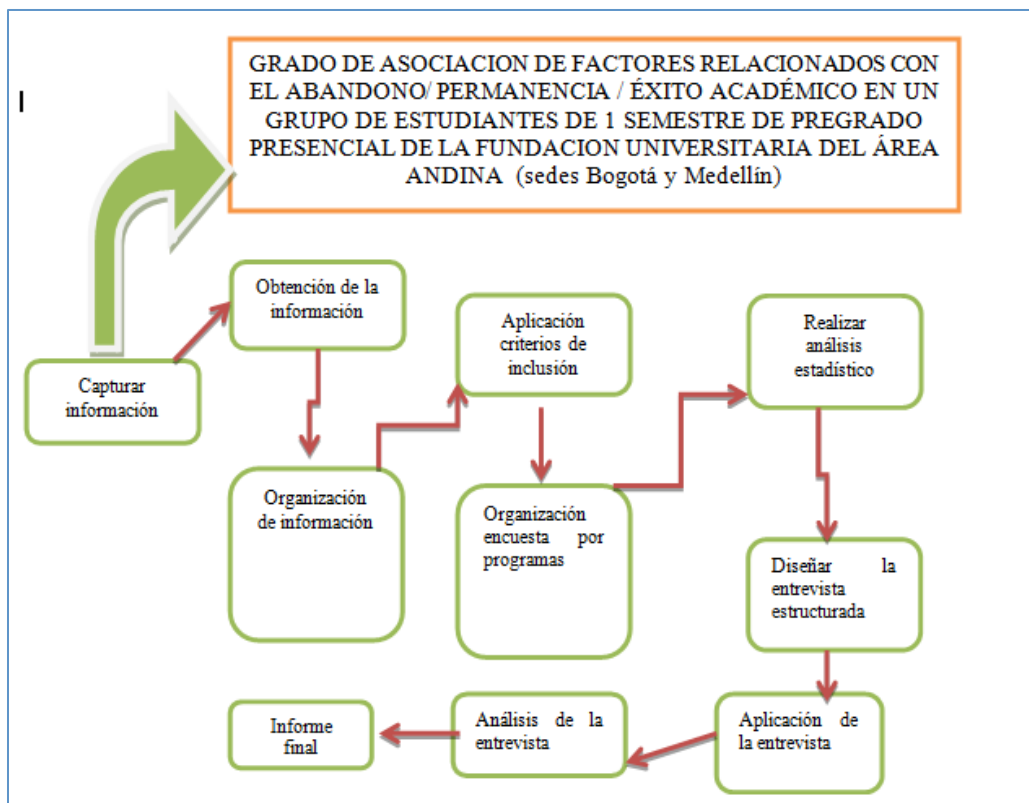 GRADO DE ASOCIACION DE FACTORES RELACIONADOS CON
EL ABANDONO/ PERMANENCIA / ÉXITO ACADÉMICO EN UN
GRUPO DE ESTUDIANTES DE 1 SEMESTRE DE PREGRADO
PRESENCIAL DE LA FUNDACION UNIVERSITARIA DEL ÁREA
ANDINA (sedes Bogotá y Medellín)
Capturar
información
Obtención de la
información
Organización
de información
Aplicación
criterios de
inclusión
Organización
encuesta por
programas
Realizar
análisis
estadístico
Diseñar la
entrevista
estructurada
Aplicación de
la entrevista
Análisis de la
entrevista
Informe
final